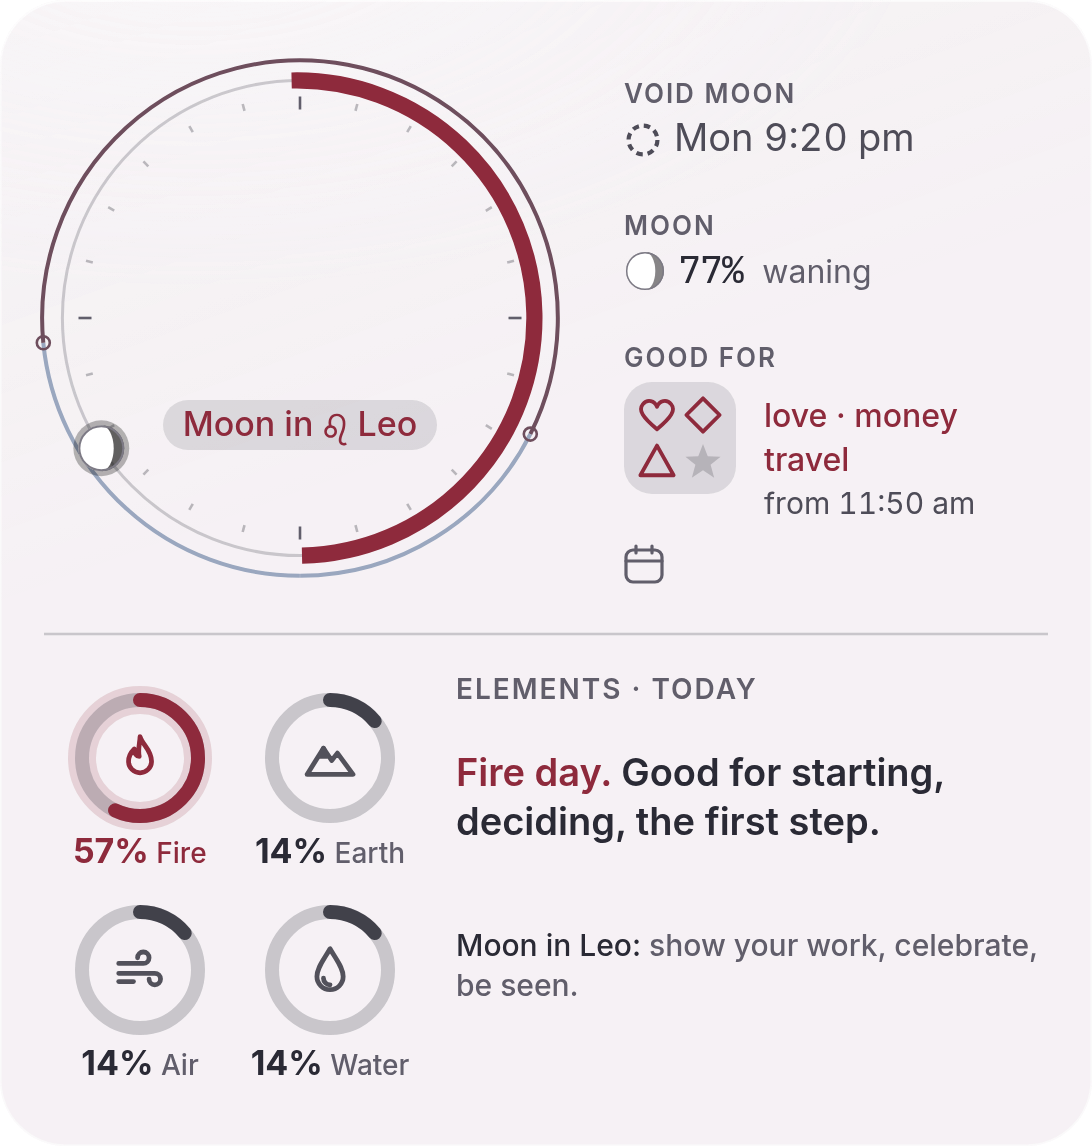 VOID MOON
Mon 9:20 pm
MOON
77% waning
GOOD FOR
love · money
travel
from 11:50 am
Moon in ♌ Leo
ELEMENTS · TODAY
Fire day. Good for starting,
deciding, the first step.
57% Fire
14% Earth
14% Air
14% Water
Moon in Leo: show your work, celebrate,
be seen.